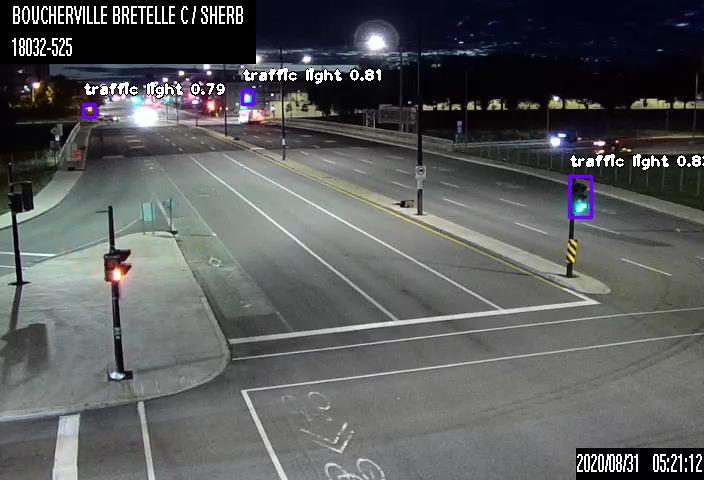 BOUCHERVILLE BRETELLE C / SHERB
18032-525
traffic light 0.79
traffic light 0.81
traffic light 0.83
2020/08/31 05:21:12